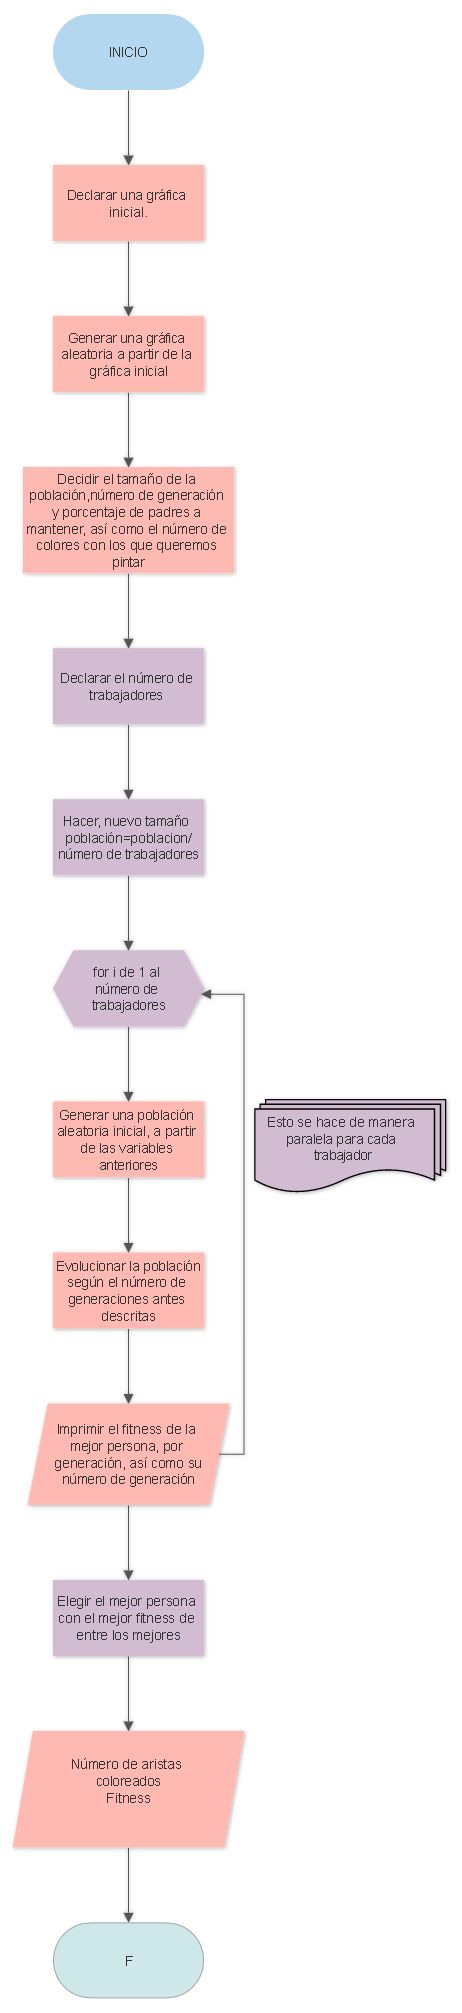 INICIO
Declarar una gráfica
inicial.
Generar una gráfica
aleatoria a partir de la
gráfica inicial
Decidir el tamaño de la
población,número de generación
y porcentaje de padres a
mantener, así como el número de
colores con los que queremos
pintar
Declarar el número de
trabajadores
Hacer, nuevo tamaño
población=poblacion/
número de trabajadores
for i de 1 al
número de
trabajadores
Generar una población
aleatoria inicial, a partir
de las variables
anteriores
Esto se hace de manera
paralela para cada
trabajador
Evolucionar la población
según el número de
generaciones antes
descritas
Imprimir el fitness de la
mejor persona, por
generación, así como su
número de generación
Elegir el mejor persona
con el mejor fitness de
entre los mejores
Número de aristas
coloreados
Fitness
F